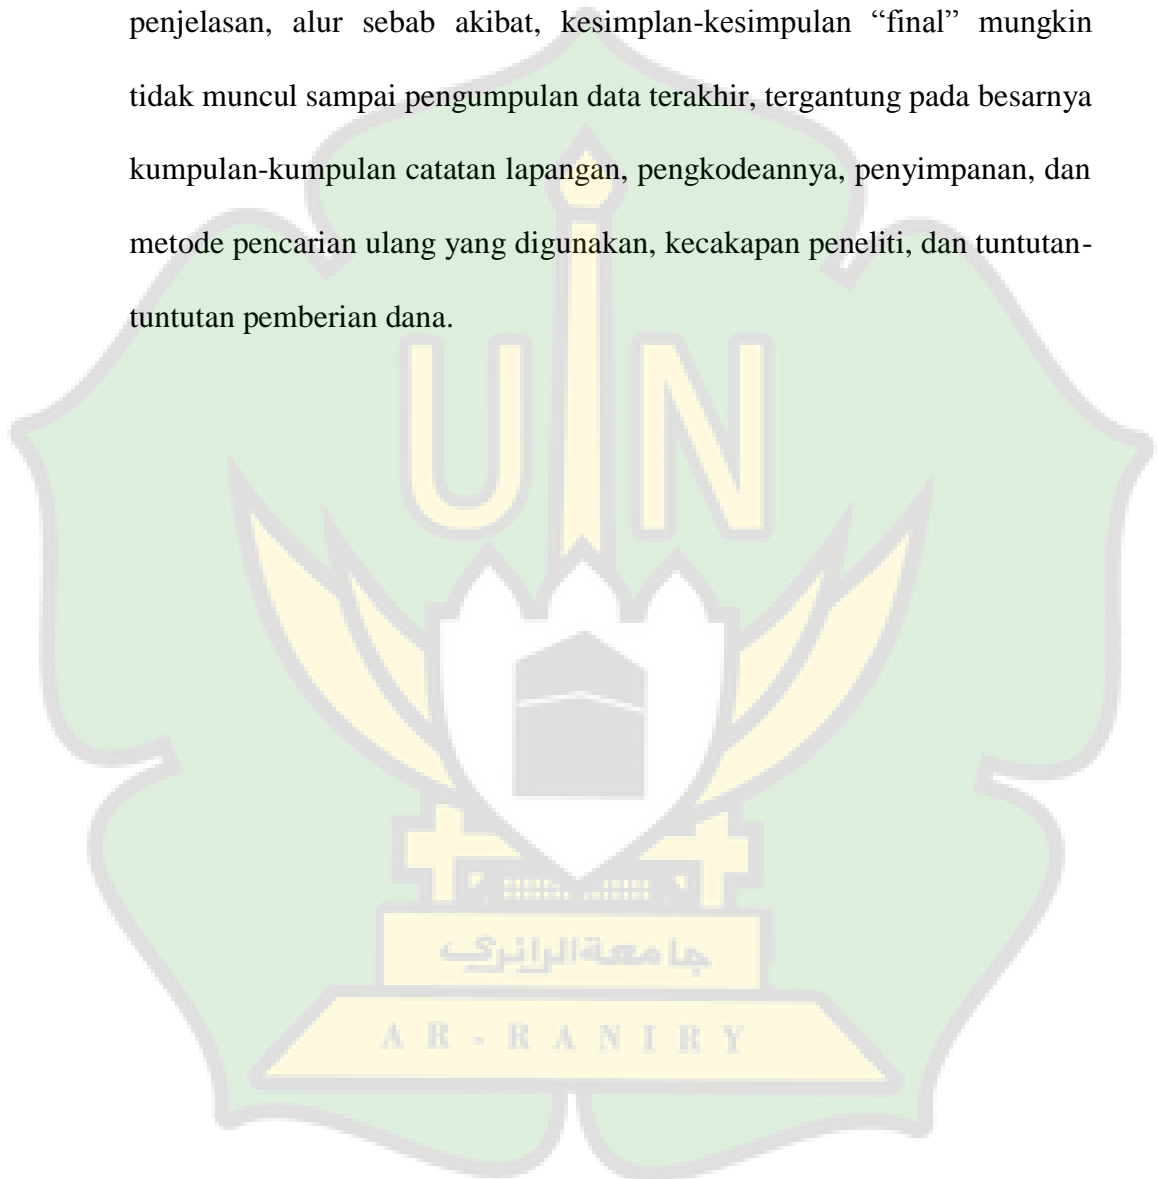 penjelasan, alur sebab akibat, kesimplan-kesimpulan “final” mungkin
tidak muncul sampai pengumpulan data terakhir, tergantung pada besarnya
kumpulan-kumpulan catatan lapangan, pengkodeannya, penyimpanan, dan
metode pencarian ulang yang digunakan, kecakapan peneliti, dan tuntutan-
tuntutan pemberian dana.
U N
جامعة الرانري
AR-RANIRY